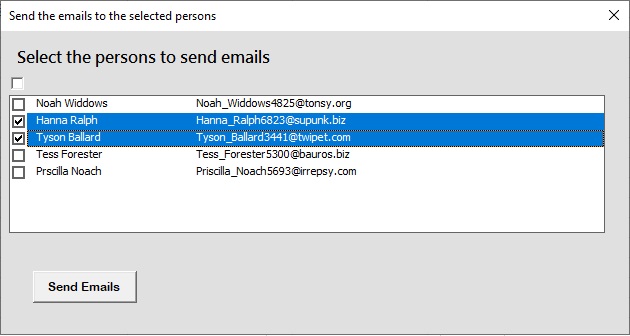 Send the emails to the selected persons
Select the persons to send emails
Noah Widdows Noah_Widdows4825@tonsy.org
Hanna Ralph Hanna_Ralph6823@supunk.biz
Tyson Ballard Tyson_Ballard3441@twipet.com
Tess Forester Tess_Forester5300@bauros.biz
Prscilla Noach Priscilla_Noach5693@irrepsy.com
Send Emails